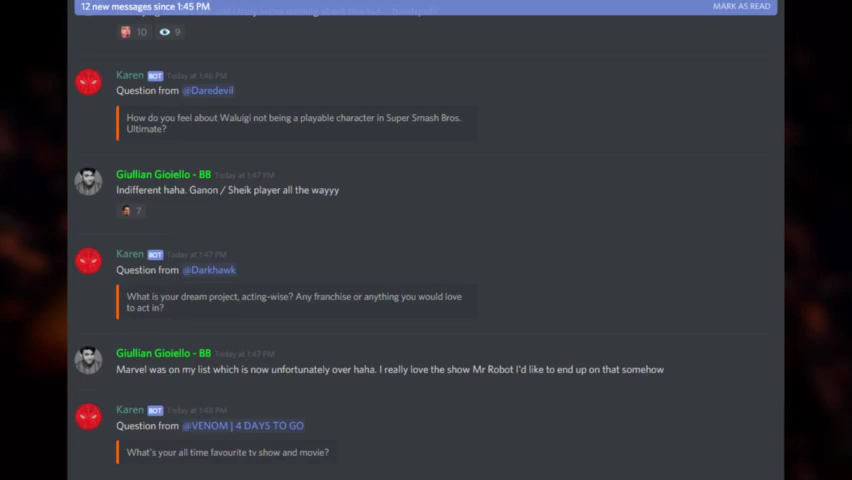 12 new messages since 1:45 PM
MARK AS READ
10
9
Karen BOT Today at 1:46 PM
Question from @Daredevil
How do you feel about Waluigi not being a playable character in Super Smash Bros.
Ultimate?
Giullian Gioiello - BB Today at 1:47 PM
Indifferent haha. Ganon / Sheik player all the wayyy
7
Karen BOT Today at 1:47 PM
Question from @Darkhawk
What is your dream project, acting-wise? Any franchise or anything you would love
to act in?
Giullian Gioiello - BB Today at 1:47 PM
Marvel was on my list which is now unfortunately over haha. I really love the show Mr Robot I'd like to end up on that somehow
Karen BOT Today at 1:48 PM
Question from @VENOM | 4 DAYS TO GO
What's your all time favourite tv show and movie?